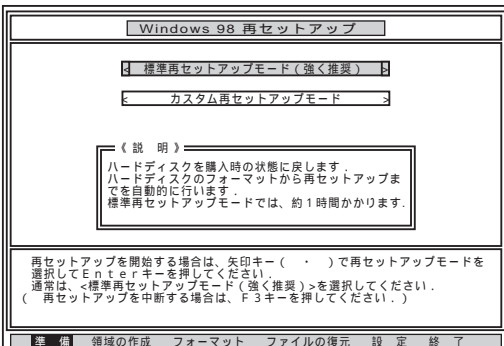 Windows 98 再セットアップ
< 標準再セットアップモード(強く推奨) >
< カスタム再セットアップモード >
《説 明》
ハードディスクを購入時の状態に戻します.
ハードディスクのフォーマットから再セットアップま
でを自動的に行います.
標準再セットアップモードでは、約1時間かかります.
再セットアップを開始する場合は、矢印キー( ・ )で再セットアップモードを
選択してEnterキーを押してください.
通常は、<標準再セットアップモード(強く推奨)>を選択してください.
( 再セットアップを中断する場合は、F3キーを押してください.)
準 備 領域の作成 フォーマット ファイルの復元 設 定 終 了